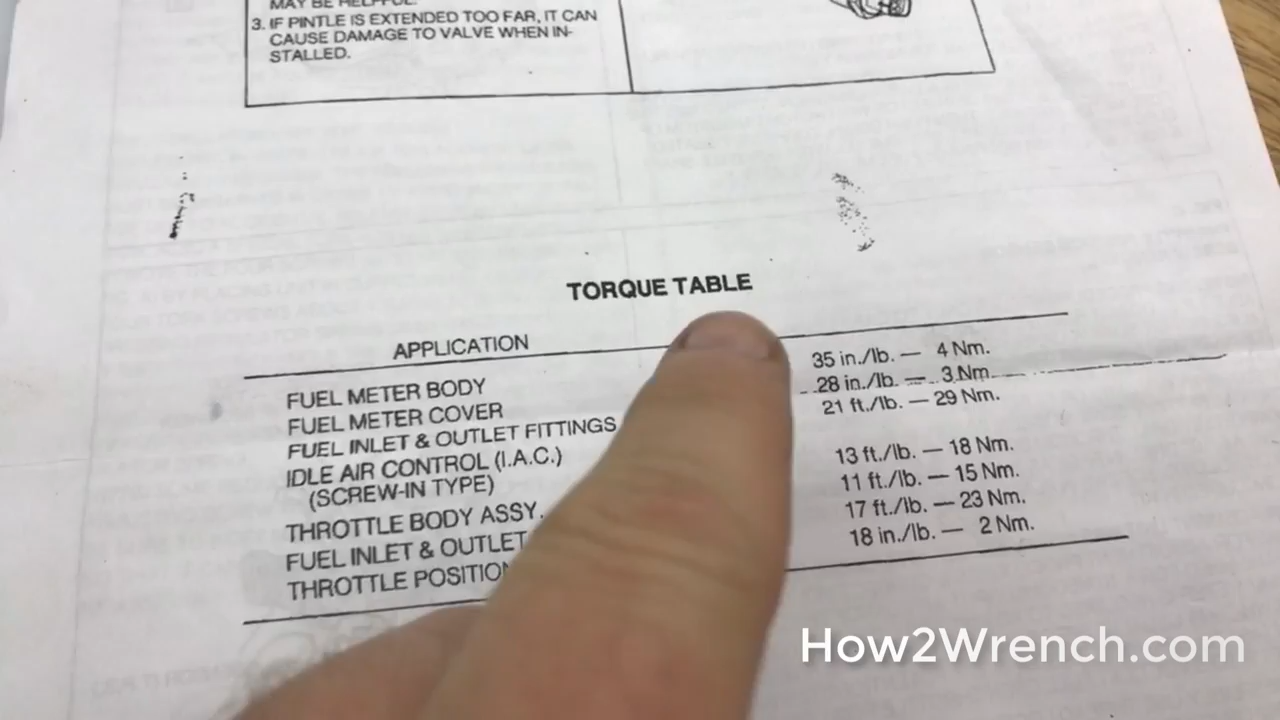 MAY BE HELPFUL.
3. IF PINTLE IS EXTENDED TOO FAR, IT CAN
CAUSE DAMAGE TO VALVE WHEN IN-
STALLED.
TORQUE TABLE
APPLICATION
FUEL METER BODY 35 in./lb. — 4 Nm.
FUEL METER COVER 28 in./lb. — 3 Nm.
FUEL INLET & OUTLET FITTINGS 21 ft./lb. — 29 Nm.
IDLE AIR CONTROL (I.A.C.)
(SCREW-IN TYPE) 13 ft./lb. — 18 Nm.
THROTTLE BODY ASSY. 11 ft./lb. — 15 Nm.
FUEL INLET & OUTLET 17 ft./lb. — 23 Nm.
THROTTLE POSITION 18 in./lb. — 2 Nm.
How2Wrench.com